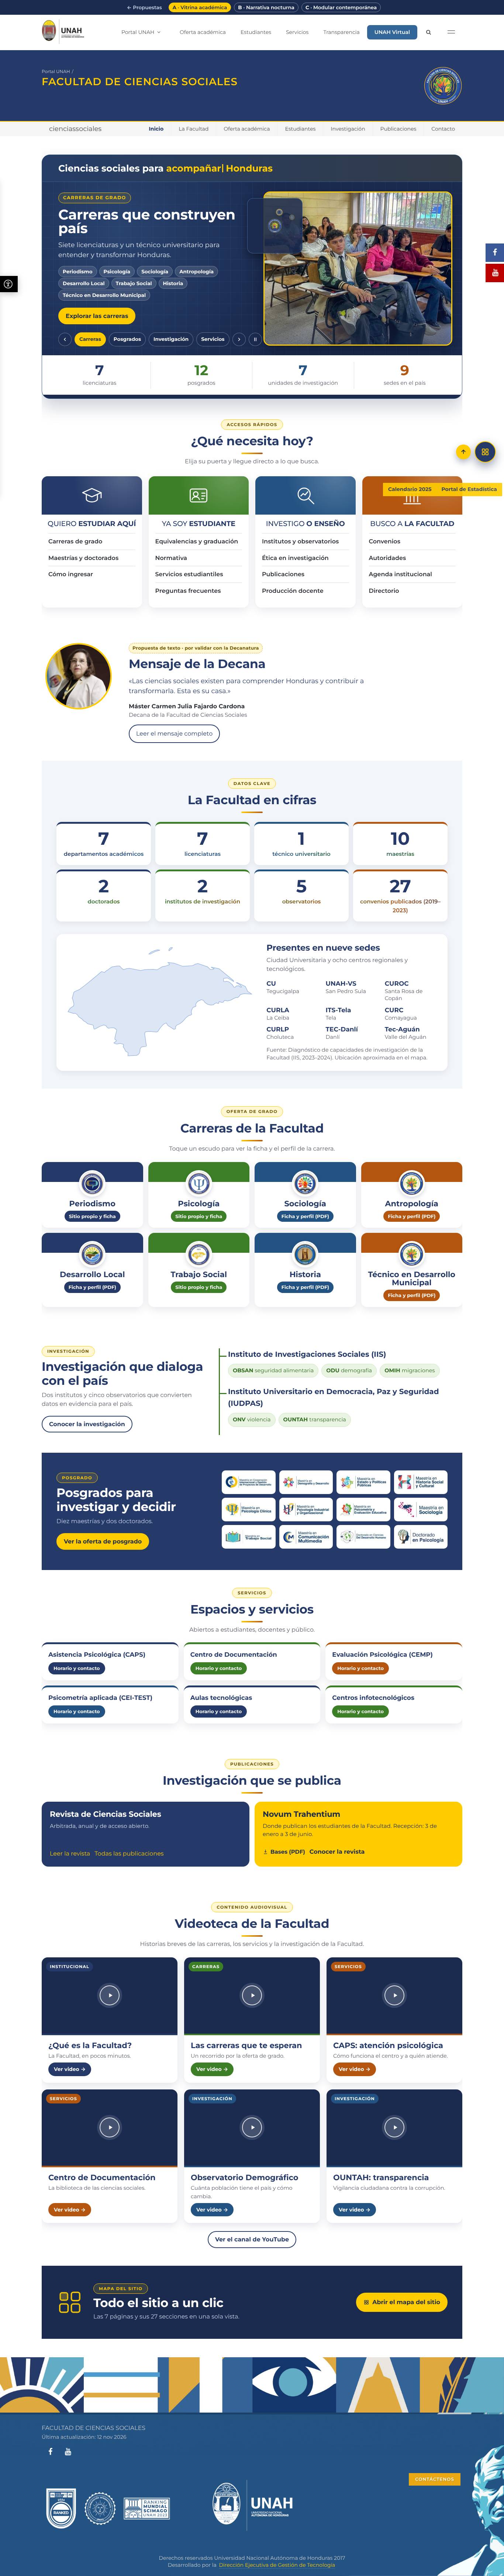 ← Propuestas
A · Vitrina académica
B · Narrativa nocturna
C · Modular contemporánea
UNAH
Portal UNAH
Oferta académica
Estudiantes
Servicios
Transparencia
UNAH Virtual
Portal UNAH /
FACULTAD DE CIENCIAS SOCIALES
cienciassociales
Inicio
La Facultad
Oferta académica
Estudiantes
Investigación
Publicaciones
Contacto
Ciencias sociales para acompañar| Honduras
CARRERAS DE GRADO
Carreras que construyen
país
Siete licenciaturas y un técnico universitario para
entender y transformar Honduras.
Periodismo
Psicología
Sociología
Antropología
Desarrollo Local
Trabajo Social
Historia
Técnico en Desarrollo Municipal
Explorar las carreras
Carreras
Posgrados
Investigación
Servicios
7
licenciaturas
12
posgrados
7
unidades de investigación
9
sedes en el país
ACCESOS RÁPIDOS
¿Qué necesita hoy?
Elija su puerta y llegue directo a lo que busca.
Calendario 2025
Portal de Estadística
QUIERO ESTUDIAR AQUÍ
Carreras de grado
Maestrías y doctorados
Cómo ingresar
YA SOY ESTUDIANTE
Equivalencias y graduación
Normativa
Servicios estudiantiles
Preguntas frecuentes
INVESTIGO O ENSEÑO
Institutos y observatorios
Ética en investigación
Publicaciones
Producción docente
BUSCO A LA FACULTAD
Convenios
Autoridades
Agenda institucional
Directorio
Propuesta de texto · por validar con la Decanatura
Mensaje de la Decana
«Las ciencias sociales existen para comprender Honduras y contribuir a
transformarla. Esta es su casa.»
Máster Carmen Julia Fajardo Cardona
Decana de la Facultad de Ciencias Sociales
Leer el mensaje completo
DATOS CLAVE
La Facultad en cifras
7
departamentos académicos
7
licenciaturas
1
técnico universitario
10
maestrías
2
doctorados
2
institutos de investigación
5
observatorios
27
convenios publicados (2019–
2023)
Presentes en nueve sedes
Ciudad Universitaria y ocho centros regionales y
tecnológicos.
CU
Tegucigalpa
UNAH-VS
San Pedro Sula
CUROC
Santa Rosa de
Copán
CURLA
La Ceiba
ITS-Tela
Tela
CURC
Comayagua
CURLP
Choluteca
TEC-Danlí
Danlí
Tec-Aguán
Valle del Aguán
Fuente: Diagnóstico de capacidades de investigación de la
Facultad (IIS, 2023–2024). Ubicación aproximada en el mapa.
OFERTA DE GRADO
Carreras de la Facultad
Toque un escudo para ver la ficha y el perfil de la carrera.
Periodismo
Sitio propio y ficha
Psicología
Sitio propio y ficha
Sociología
Ficha y perfil (PDF)
Antropología
Ficha y perfil (PDF)
Desarrollo Local
Ficha y perfil (PDF)
Trabajo Social
Sitio propio y ficha
Historia
Ficha y perfil (PDF)
Técnico en Desarrollo
Municipal
Ficha y perfil (PDF)
INVESTIGACIÓN
Investigación que dialoga
con el país
Dos institutos y cinco observatorios que convierten
datos en evidencia para el país.
Conocer la investigación
Instituto de Investigaciones Sociales (IIS)
OBSAN seguridad alimentaria
ODU demografía
OMIH migraciones
Instituto Universitario en Democracia, Paz y Seguridad
(IUDPAS)
ONV violencia
OUNTAH transparencia
POSGRADO
Posgrados para
investigar y decidir
Diez maestrías y dos doctorados.
Ver la oferta de posgrado
Maestría en
Sociología
Maestría en
Comunicación
Multimedia
Doctorado
en Psicología
SERVICIOS
Espacios y servicios
Abiertos a estudiantes, docentes y público.
Asistencia Psicológica (CAPS)
Horario y contacto
Centro de Documentación
Horario y contacto
Evaluación Psicológica (CEMP)
Horario y contacto
Psicometría aplicada (CEI-TEST)
Horario y contacto
Aulas tecnológicas
Horario y contacto
Centros infotecnológicos
Horario y contacto
PUBLICACIONES
Investigación que se publica
Revista de Ciencias Sociales
Arbitrada, anual y de acceso abierto.
Leer la revista
Todas las publicaciones
Novum Trahentium
Donde publican los estudiantes de la Facultad. Recepción: 3 de
enero a 3 de junio.
Bases (PDF)
Conocer la revista
CONTENIDO AUDIOVISUAL
Videoteca de la Facultad
Historias breves de las carreras, los servicios y la investigación de la Facultad.
INSTITUCIONAL
¿Qué es la Facultad?
La Facultad, en pocos minutos.
Ver video →
CARRERAS
Las carreras que te esperan
Un recorrido por la oferta de grado.
Ver video →
SERVICIOS
CAPS: atención psicológica
Cómo funciona el centro y a quién atiende.
Ver video →
SERVICIOS
Centro de Documentación
La biblioteca de las ciencias sociales.
Ver video →
INVESTIGACIÓN
Observatorio Demográfico
Cuánta población tiene el país y cómo
cambia.
Ver video →
INVESTIGACIÓN
OUNTAH: transparencia
Vigilancia ciudadana contra la corrupción.
Ver video →
Ver el canal de YouTube
MAPA DEL SITIO
Todo el sitio a un clic
Las 7 páginas y sus 27 secciones en una sola vista.
Abrir el mapa del sitio
FACULTAD DE CIENCIAS SOCIALES
Última actualización: 12 nov 2026
CONTÁCTENOS
RANKING
MUNDIAL
SCIMAGO
UNAH 2023
UNAH
UNIVERSIDAD NACIONAL
AUTÓNOMA DE HONDURAS
Derechos reservados Universidad Nacional Autónoma de Honduras 2017
Desarrollado por la Dirección Ejecutiva de Gestión de Tecnología